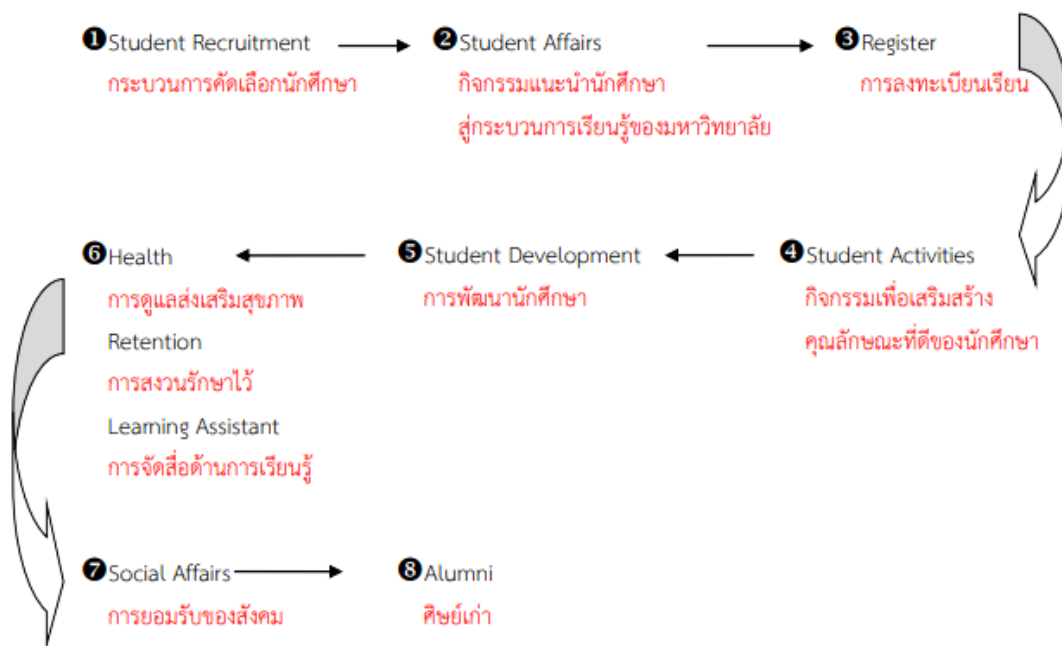 ❶Student Recruitment
กระบวนการคัดเลือกนักศึกษา
❷Student Affairs
กิจกรรมแนะนำนักศึกษา
สู่กระบวนการเรียนรู้ของมหาวิทยาลัย
❸Register
การลงทะเบียนเรียน
❹Student Activities
กิจกรรมเพื่อเสริมสร้าง
คุณลักษณะที่ดีของนักศึกษา
❺Student Development
การพัฒนานักศึกษา
❻Health
การดูแลส่งเสริมสุขภาพ
Retention
การสงวนรักษาไว้
Learning Assistant
การจัดสื่อด้านการเรียนรู้
❼Social Affairs
การยอมรับของสังคม
❽Alumni
ศิษย์เก่า